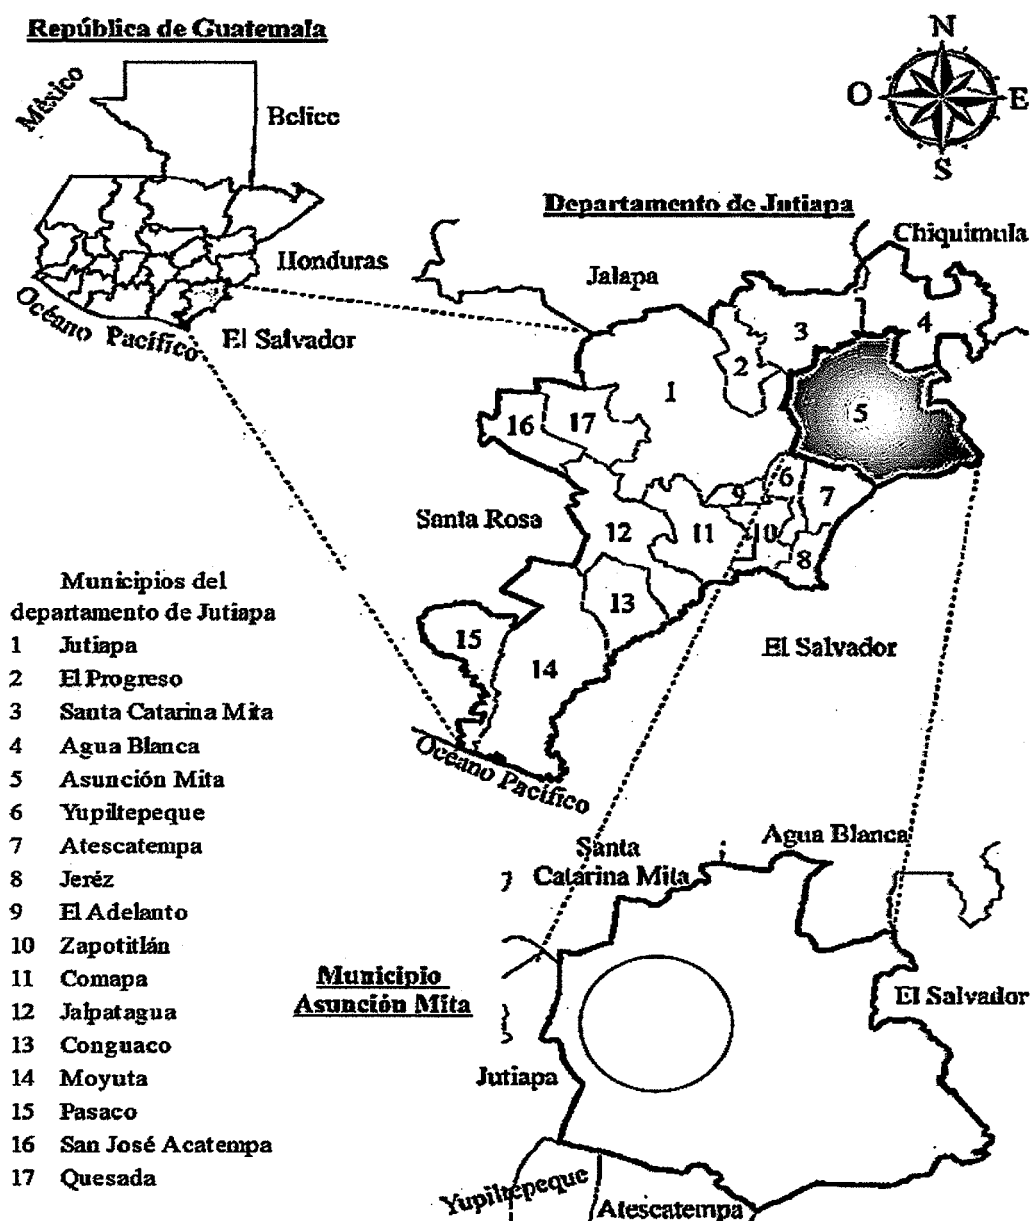 República de Guatemala
México
Belice
Honduras
El Salvador
Océano Pacífico
N
O
E
S
Departamento de Jutiapa
Chiquimula
Jalapa
3
4
2
1
5
16
17
6
9
7
Santa Rosa
12
11
10
8
13
15
14
El Salvador
Océano Pacífico
Municipios del
departamento de Jutiapa
1 Jutiapa
2 El Progreso
3 Santa Catarina Mita
4 Agua Blanca
5 Asunción Mita
6 Yupiltepeque
7 Atescatempa
8 Jeréz
9 El Adelanto
10 Zapotitlán
11 Comapa
12 Jalpatagua
13 Conguaco
14 Moyuta
15 Pasaco
16 San José Acatempa
17 Quesada
Agua Blanca
Santa
Catarina Mita
Municipio
Asunción Mita
El Salvador
Jutiapa
Yupiltepeque
Atescatempa